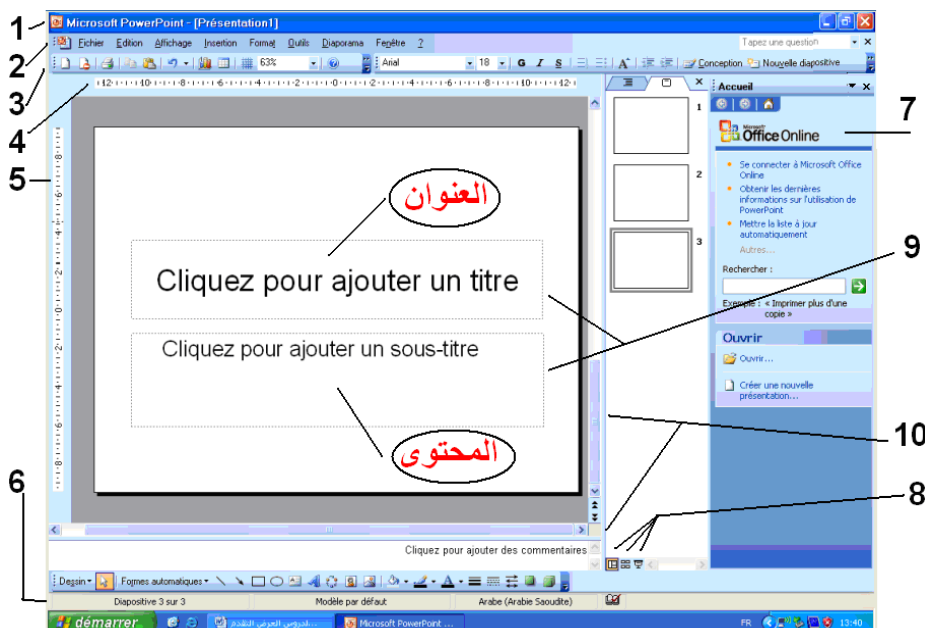 1
Microsoft PowerPoint - [Présentation1]
2
Fichier Edition Affichage Insertion Format Outils Diaporama Fenêtre ?
Tapez une question
3
63%
Arial
18
G I S
Conception
Nouvelle diapositive
4
5
Accueil
7
Microsoft
Office Online
Se connecter à Microsoft Office
Online
Obtenir les dernières
informations sur l'utilisation de
PowerPoint
Mettre la liste à jour
automatiquement
Autres...
Rechercher :
Exemple : « Imprimer plus d'une
copie »
Ouvrir
Ouvrir...
Créer une nouvelle
présentation...
1
2
3
العنوان
Cliquez pour ajouter un titre
9
Cliquez pour ajouter un sous-titre
المحتوى
10
8
Cliquez pour ajouter des commentaires
Dessin
Formes automatiques
6
Diapositive 3 sur 3
Modèle par défaut
Arabe (Arabie Saoudite)
démarrer
Microsoft PowerPoint ...
FR
13:40